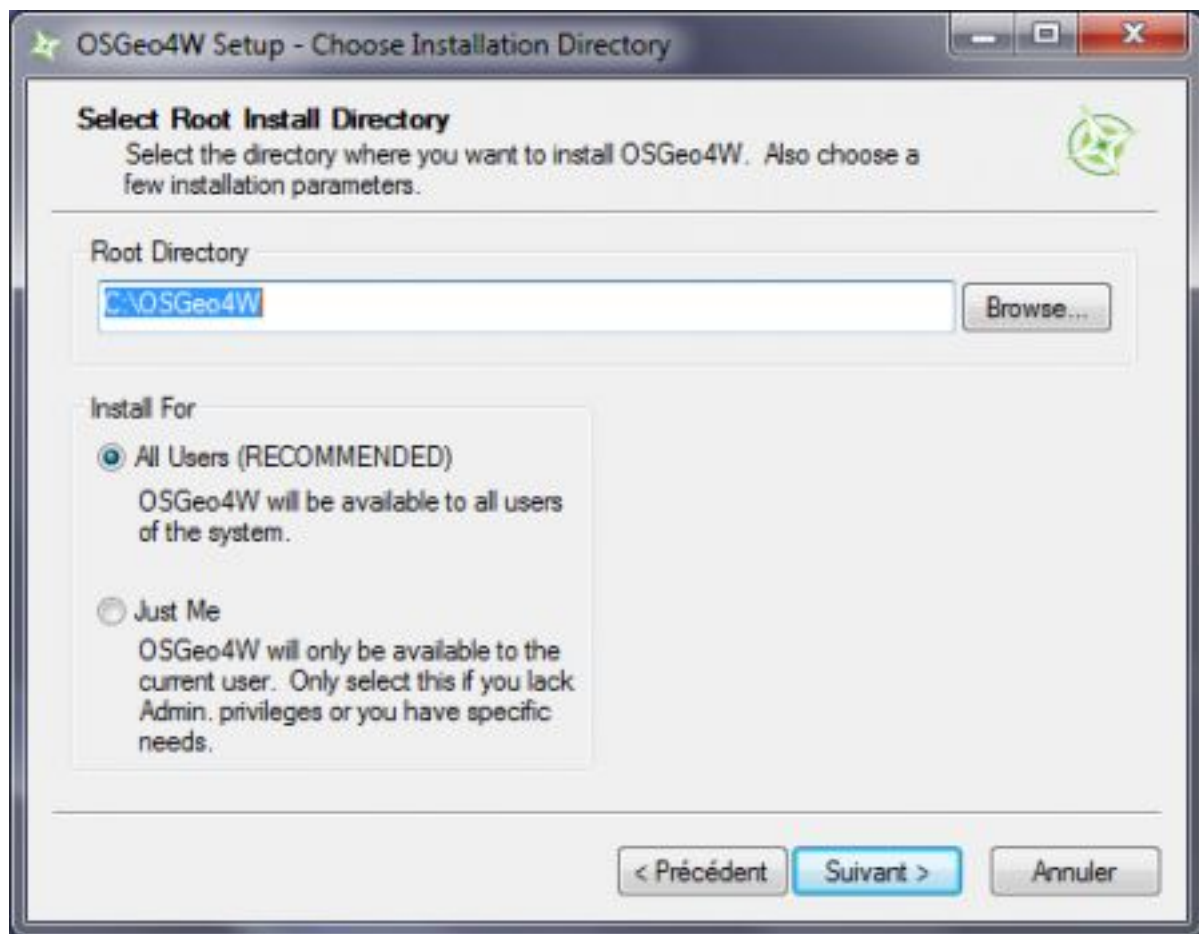 OSGeo4W Setup - Choose Installation Directory
Select Root Install Directory
Select the directory where you want to install OSGeo4W. Also choose a
few installation parameters.
Root Directory
C:\OSGeo4W
Browse...
Install For
All Users (RECOMMENDED)
OSGeo4W will be available to all users
of the system.
Just Me
OSGeo4W will only be available to the
current user. Only select this if you lack
Admin. privileges or you have specific
needs.
< Précédent
Suivant >
Annuler